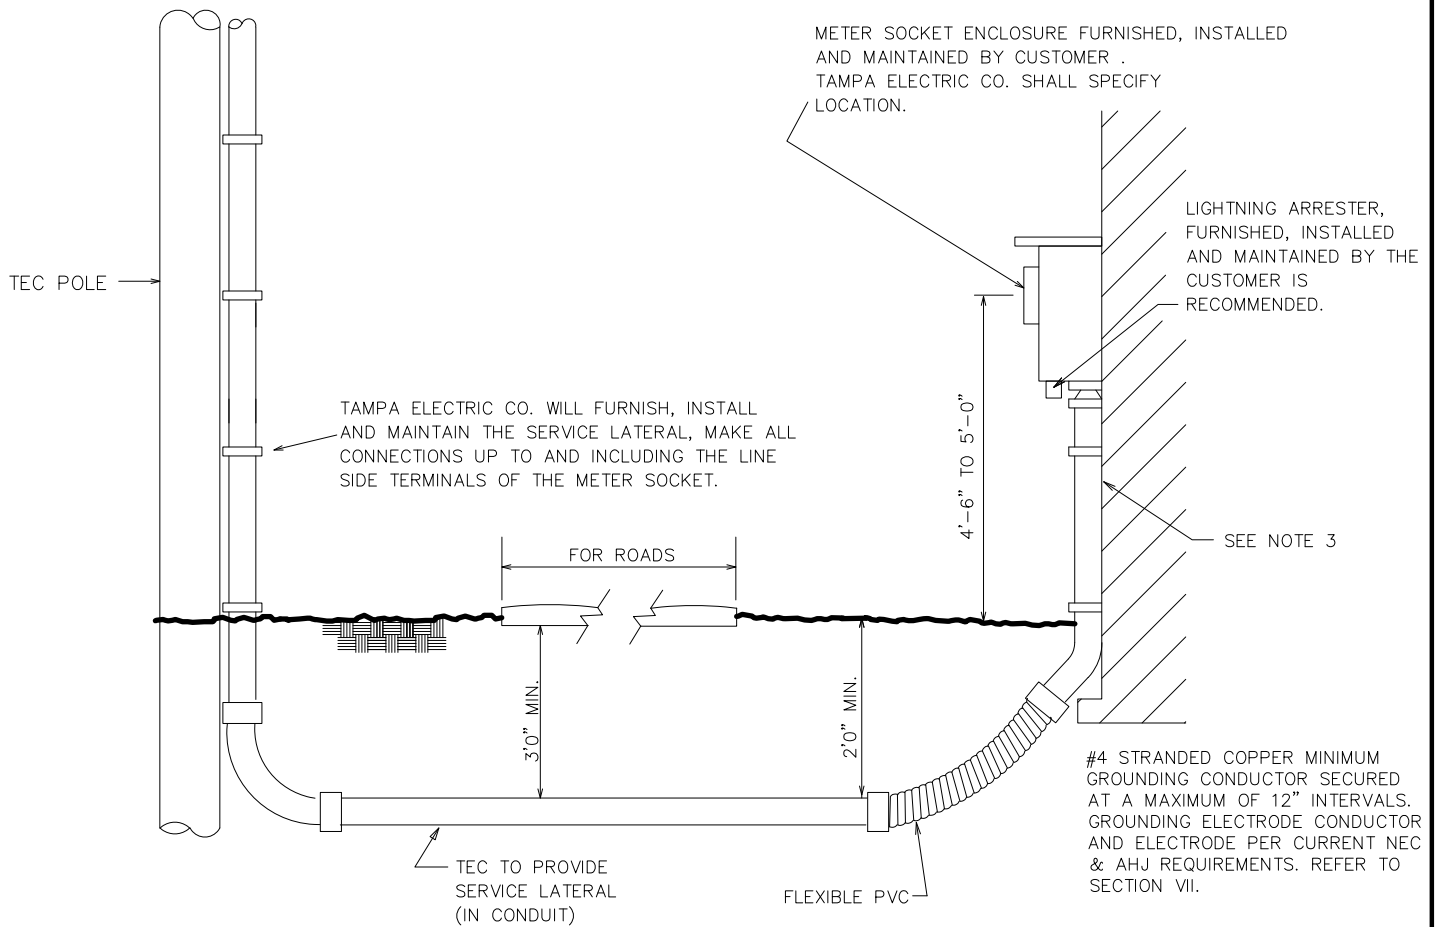 METER SOCKET ENCLOSURE FURNISHED, INSTALLED
AND MAINTAINED BY CUSTOMER .
TAMPA ELECTRIC CO. SHALL SPECIFY
LOCATION.
LIGHTNING ARRESTER,
FURNISHED, INSTALLED
AND MAINTAINED BY THE
CUSTOMER IS
RECOMMENDED.
TEC POLE
TAMPA ELECTRIC CO. WILL FURNISH, INSTALL
AND MAINTAIN THE SERVICE LATERAL, MAKE ALL
CONNECTIONS UP TO AND INCLUDING THE LINE
SIDE TERMINALS OF THE METER SOCKET.
4'-6" TO 5'-0"
SEE NOTE 3
FOR ROADS
3'0" MIN.
2'0" MIN.
#4 STRANDED COPPER MINIMUM
GROUNDING CONDUCTOR SECURED
AT A MAXIMUM OF 12" INTERVALS.
GROUNDING ELECTRODE CONDUCTOR
AND ELECTRODE PER CURRENT NEC
& AHJ REQUIREMENTS. REFER TO
SECTION VII.
TEC TO PROVIDE
SERVICE LATERAL
(IN CONDUIT)
FLEXIBLE PVC